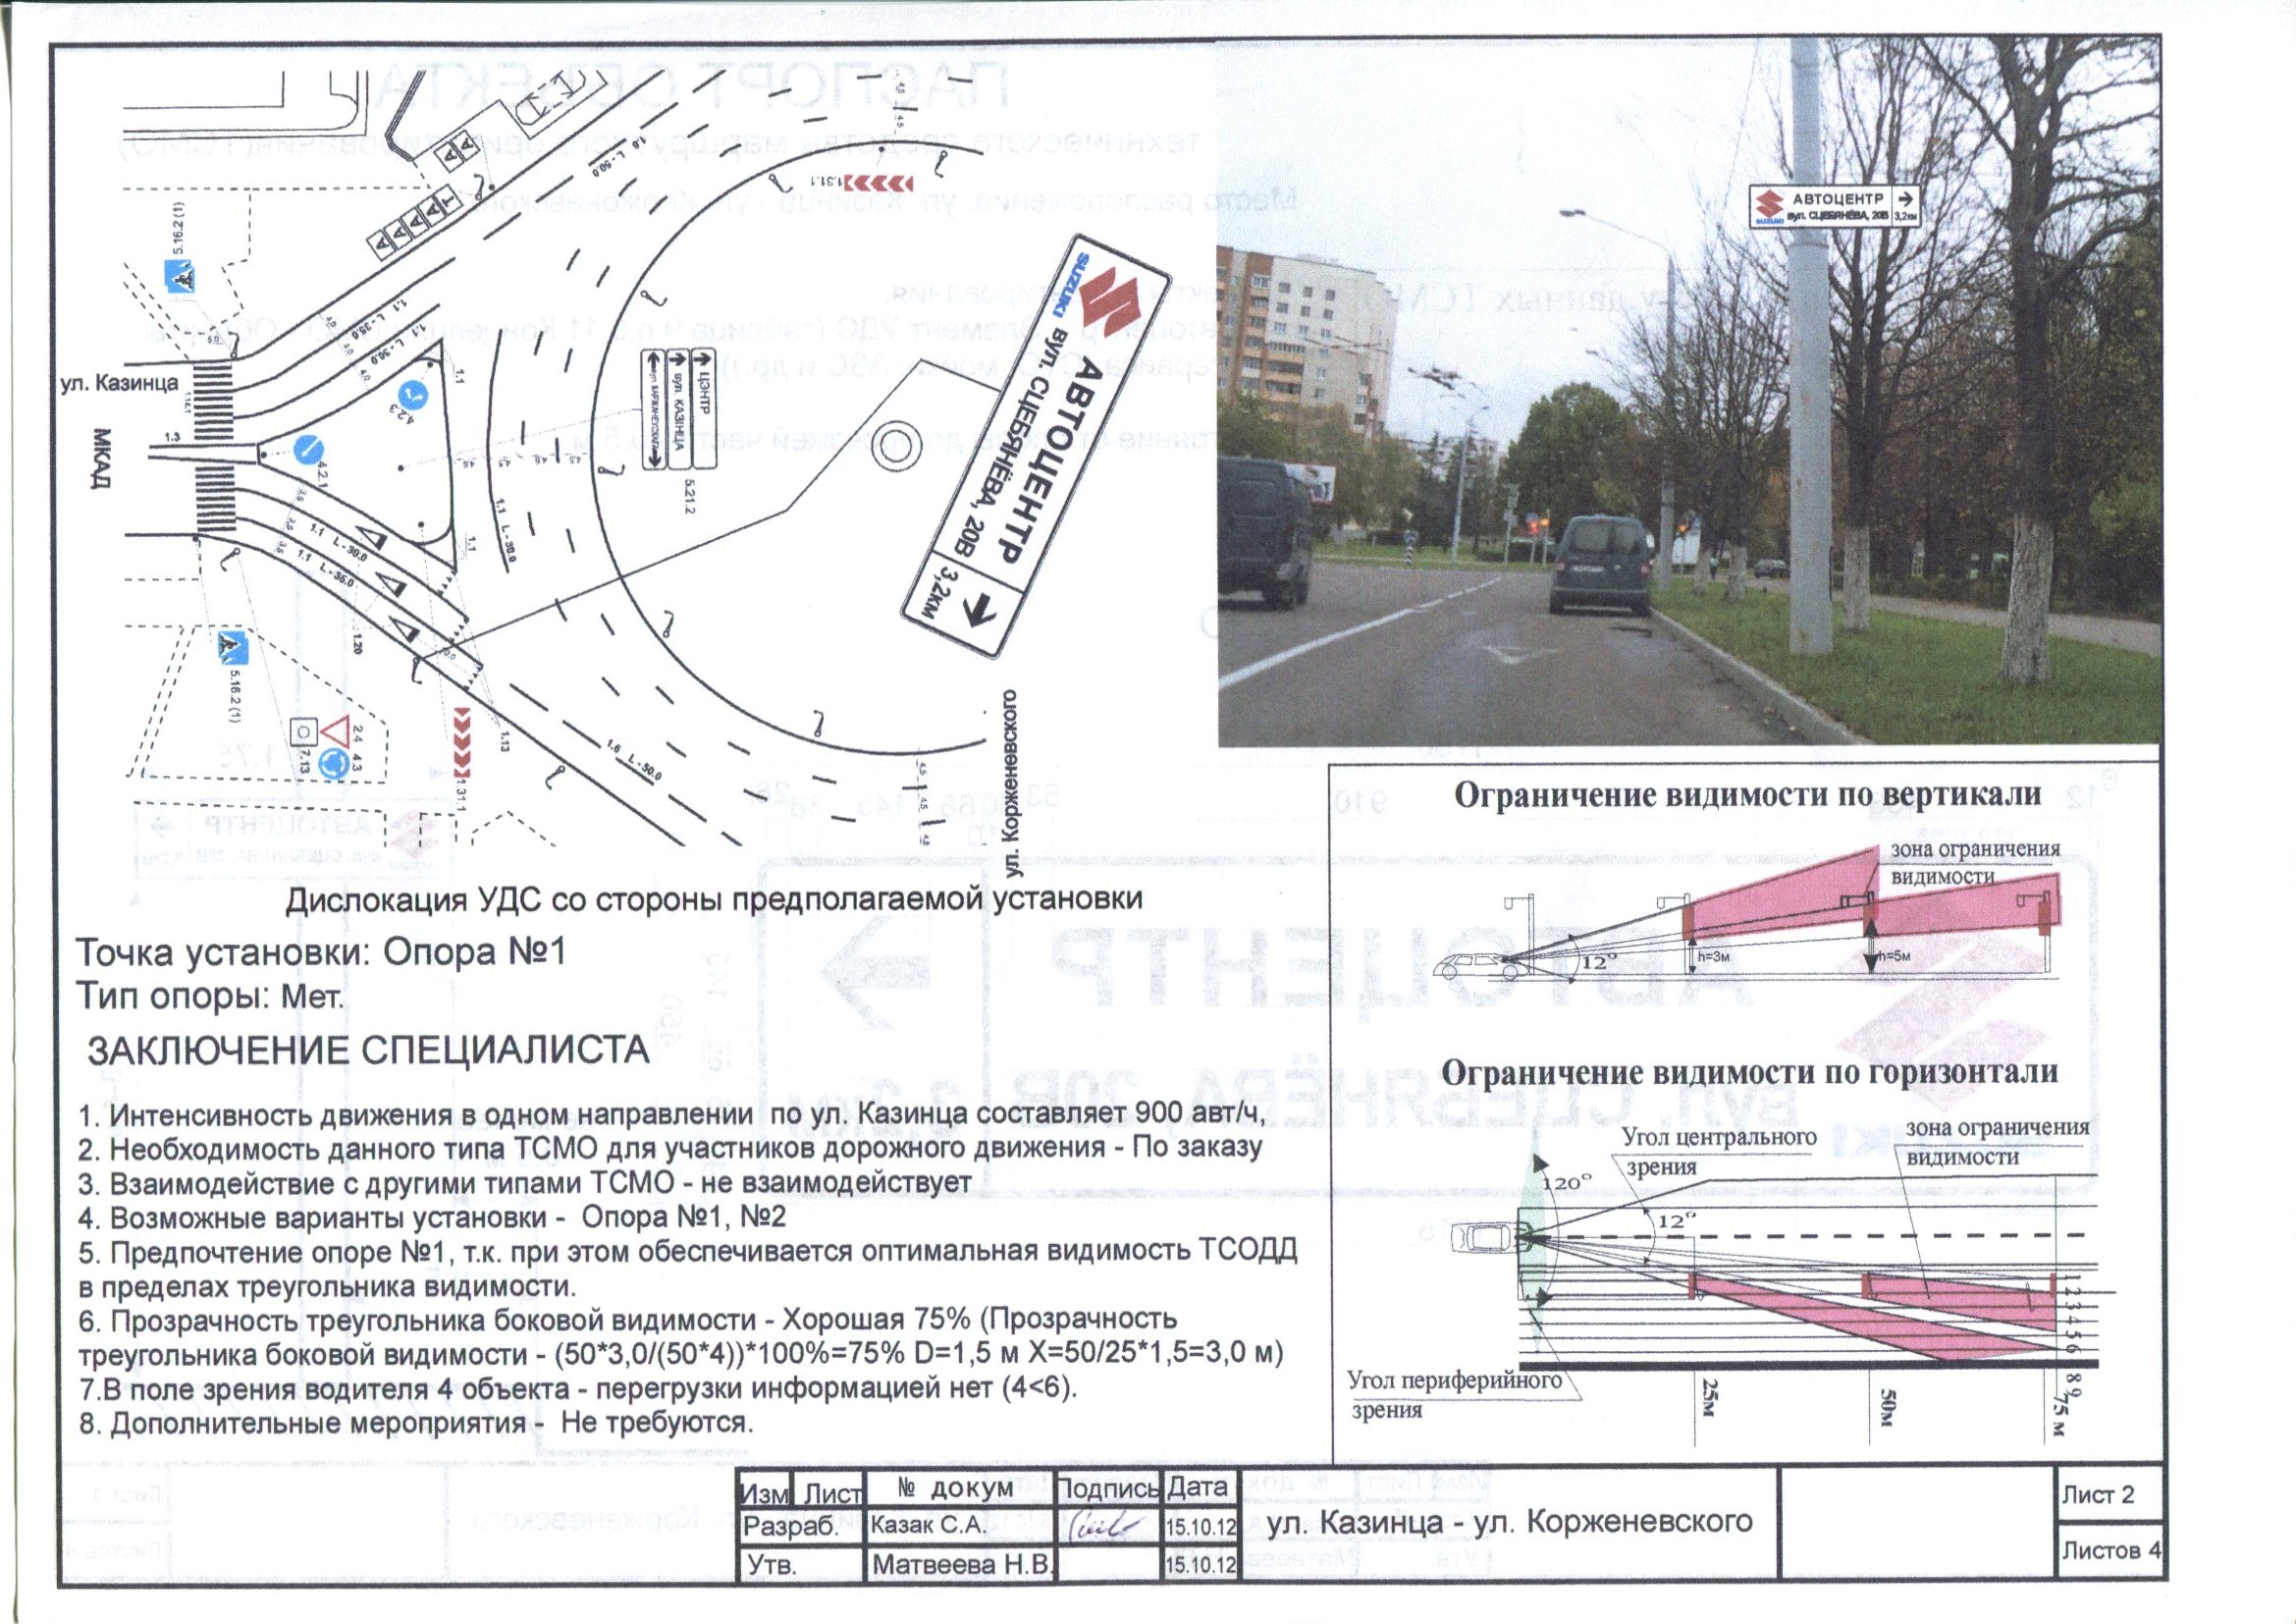 ул. Казинца
МКАД
5.16.2 (1)
1.14.1
1.3
4.2.1
4.2.3
1.1
1.1 L - 35.0
1.1 L - 30.0
1.6 L - 50.0
1.31.1
А А
А А А А Т
ЦЭНТР
вул. КАЗІНЦА
5.21.2
1.1 L - 30.0
1.1
1.1 L - 30.0
1.1 L - 35.0
1.20
5.16.2 (1)
2.4
4.3
7.13
1.31.1
1.13
1.6 L - 50.0
4,5
4,5
SUZUKI
АВТОЦЕНТР
вул. СЦЕБЯНЁВА, 20В
3,2км
ул. Корженевского
SUZUKI
АВТОЦЕНТР
вул. СЦЕБЯНЁВА, 20В
3,2км
Дислокация УДС со стороны предполагаемой установки
Точка установки: Опора №1
Тип опоры: Мет.
ЗАКЛЮЧЕНИЕ СПЕЦИАЛИСТА
1. Интенсивность движения в одном направлении по ул. Казинца составляет 900 авт/ч,
2. Необходимость данного типа ТСМО для участников дорожного движения - По заказу
3. Взаимодействие с другими типами ТСМО - не взаимодействует
4. Возможные варианты установки - Опора №1, №2
5. Предпочтение опоре №1, т.к. при этом обеспечивается оптимальная видимость ТСОДД
в пределах треугольника видимости.
6. Прозрачность треугольника боковой видимости - Хорошая 75% (Прозрачность
треугольника боковой видимости - (50*3,0/(50*4))*100%=75% D=1,5 м X=50/25*1,5=3,0 м)
7.В поле зрения водителя 4 объекта - перегрузки информацией нет (4<6).
8. Дополнительные мероприятия - Не требуются.
Ограничение видимости по вертикали
зона ограничения
видимости
12°
h=3м
h=5м
Ограничение видимости по горизонтали
Угол центрального
зрения
зона ограничения
видимости
120°
12°
Угол периферийного
зрения
1 2 3 4 5 6
8 9
25м
50м
75 м
Изм Лист № докум Подпись Дата
Разраб. Казак С.А. 15.10.12
Утв. Матвеева Н.В. 15.10.12
ул. Казинца - ул. Корженевского
Лист 2
Листов 4